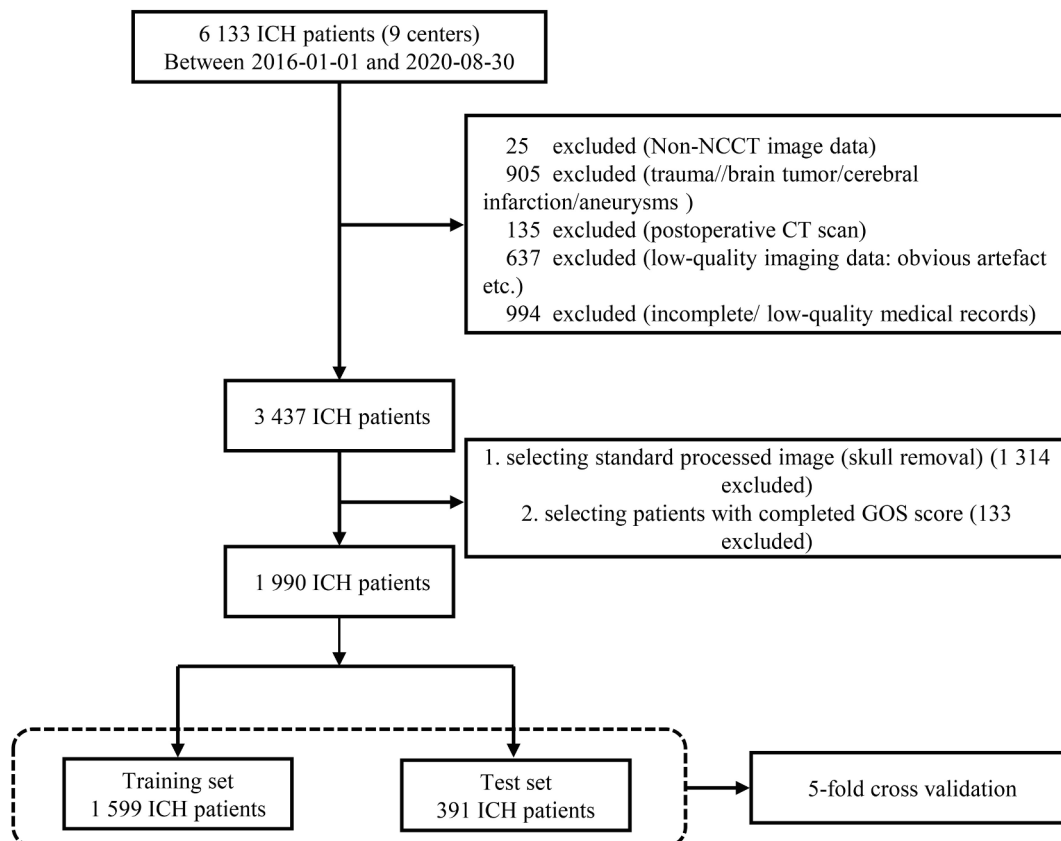 6 133 ICH patients (9 centers)
Between 2016-01-01 and 2020-08-30
25 excluded (Non-NCCT image data)
905 excluded (trauma//brain tumor/cerebral
infarction/aneurysms )
135 excluded (postoperative CT scan)
637 excluded (low-quality imaging data: obvious artefact
etc.)
994 excluded (incomplete/ low-quality medical records)
3 437 ICH patients
1. selecting standard processed image (skull removal) (1 314
excluded)
2. selecting patients with completed GOS score (133
excluded)
1 990 ICH patients
Training set
1 599 ICH patients
Test set
391 ICH patients
5-fold cross validation